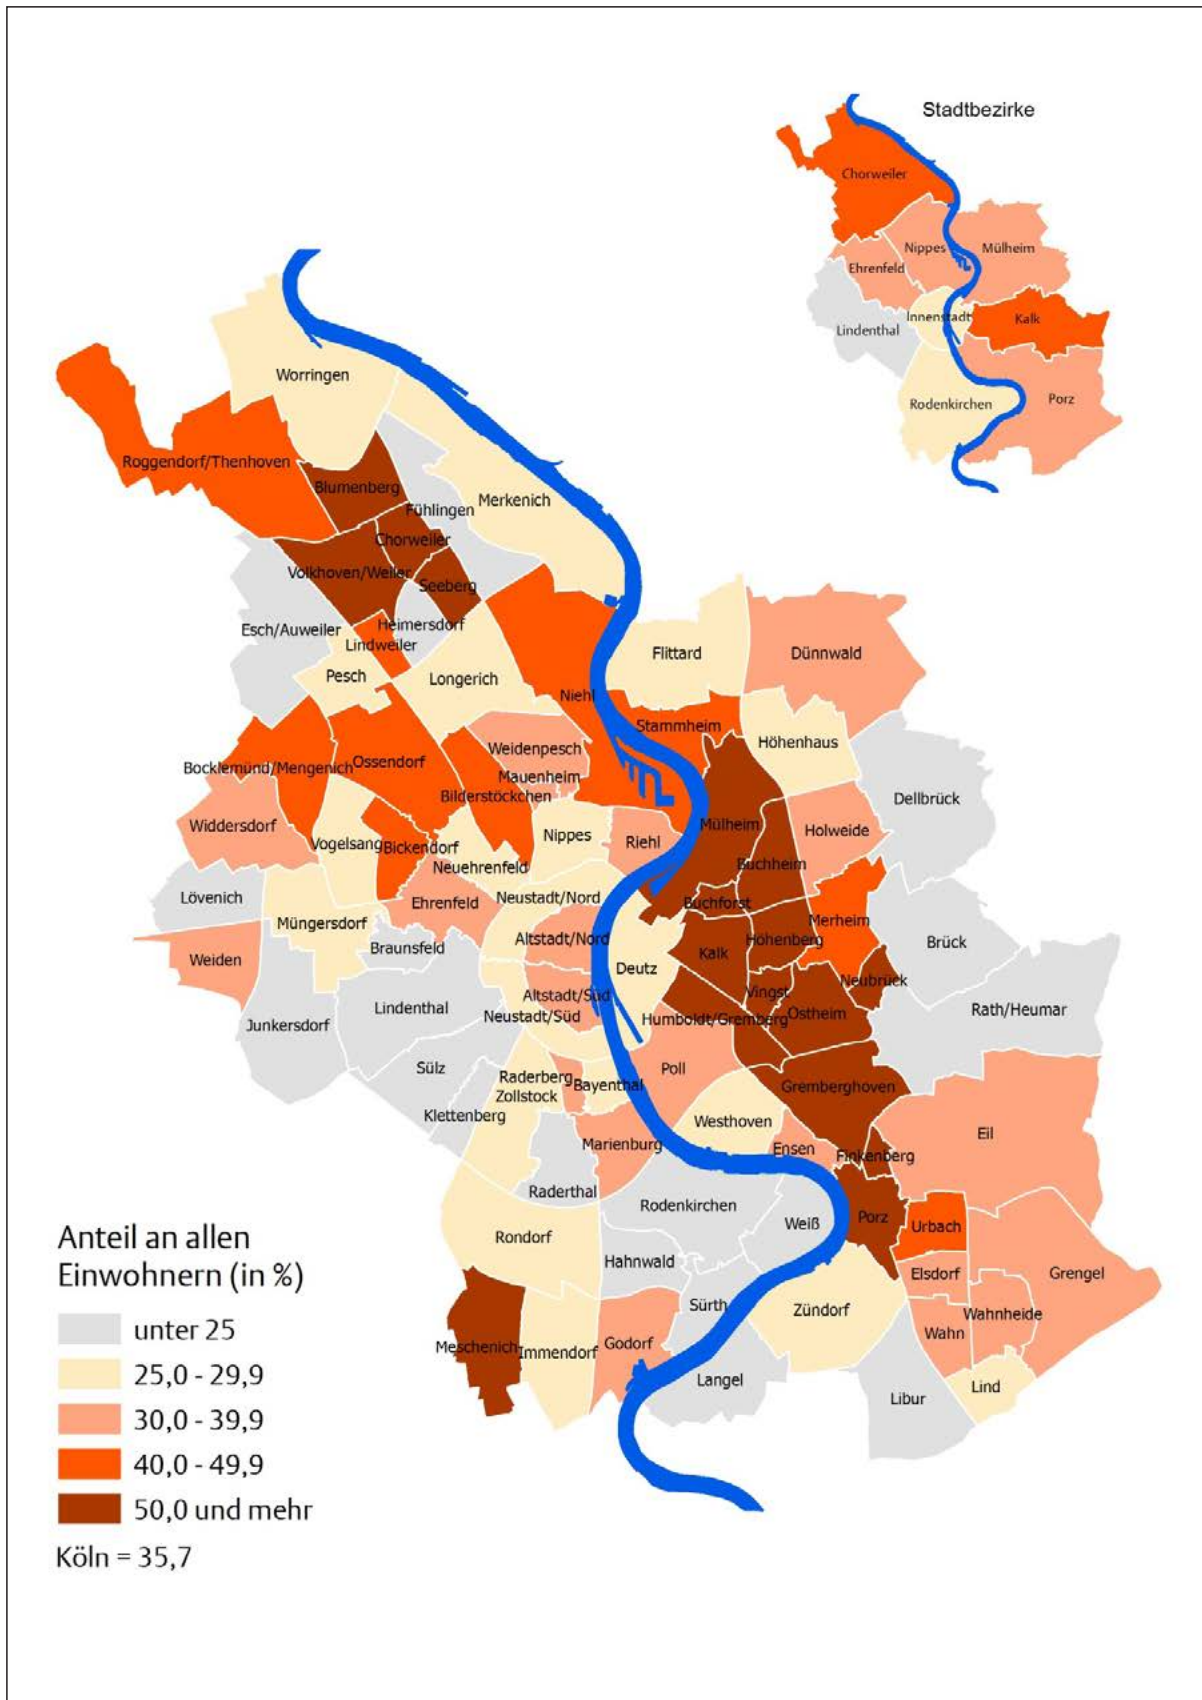 Stadtbezirke
Chorweiler
Nippes
Mülheim
Ehrenfeld
Innenstadt
Kalk
Lindenthal
Rodenkirchen
Porz
Worringen
Roggendorf/Thenhoven
Blumenberg
Fühlingen
Merkenich
Chorweiler
Volkhoven/Weiler
Seeberg
Esch/Auweiler
Heimersdorf
Lindweiler
Pesch
Longerich
Flittard
Dünnwald
Niehl
Stammheim
Höhenhaus
Weidenpesch
Mauenheim
Bocklemünd/Mengenich
Ossendorf
Bilderstöckchen
Dellbrück
Widdersdorf
Vogelsang
Bickendorf
Neuehrenfeld
Nippes
Riehl
Mülheim
Holweide
Buchheim
Lövenich
Ehrenfeld
Neustadt/Nord
Buchforst
Müngersdorf
Merheim
Weiden
Braunsfeld
Altstadt/Nord
Kalk
Höhenberg
Brück
Deutz
Neubrück
Junkersdorf
Lindenthal
Altstadt/Süd
Neustadt/Süd
Vingst
Ostheim
Humboldt/Gremberg
Rath/Heumar
Sülz
Raderberg
Zollstock
Bayenthal
Poll
Gremberghoven
Klettenberg
Westhoven
Marienburg
Ensen
Finkenberg
Eil
Raderthal
Rodenkirchen
Weiß
Porz
Urbach
Rondorf
Hahnwald
Elsdorf
Grengel
Sürth
Zündorf
Wahnheide
Wahn
Meschenich
Immendorf
Godorf
Langel
Libur
Lind
Anteil an allen
Einwohnern (in %)
unter 25
25,0 - 29,9
30,0 - 39,9
40,0 - 49,9
50,0 und mehr
Köln = 35,7